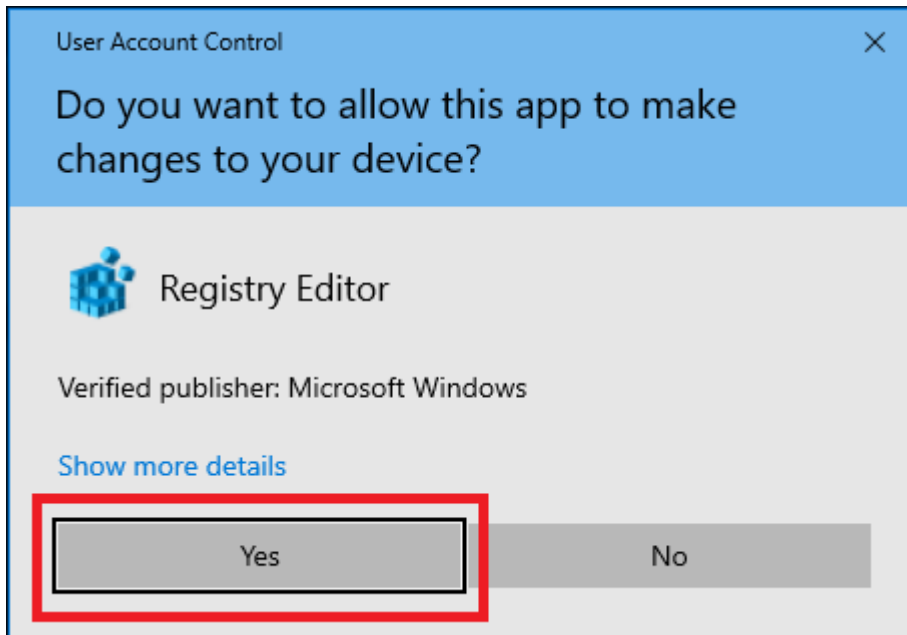 User Account Control
Do you want to allow this app to make
changes to your device?
Registry Editor
Verified publisher: Microsoft Windows
Show more details
Yes
No